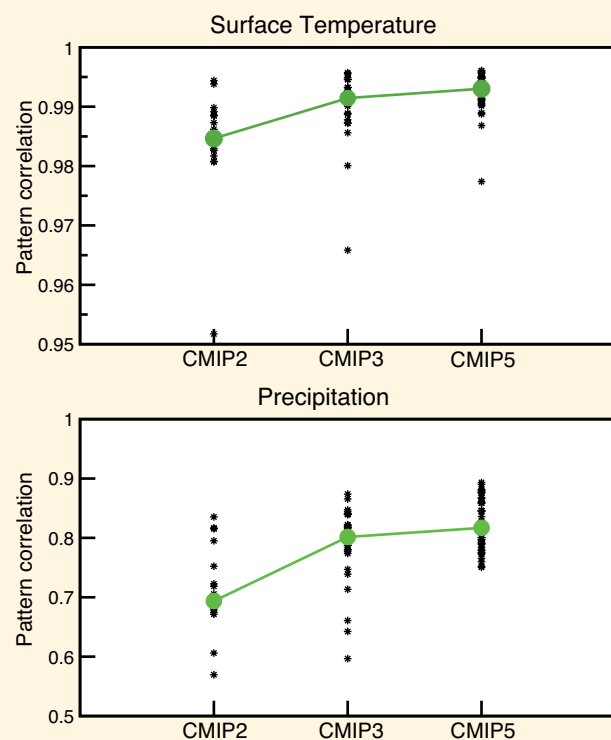 Surface Temperature
1
0.99
0.98
0.97
0.96
0.95
Pattern correlation
CMIP2 CMIP3 CMIP5
Precipitation
1
0.9
0.8
0.7
0.6
0.5
Pattern correlation
CMIP2 CMIP3 CMIP5